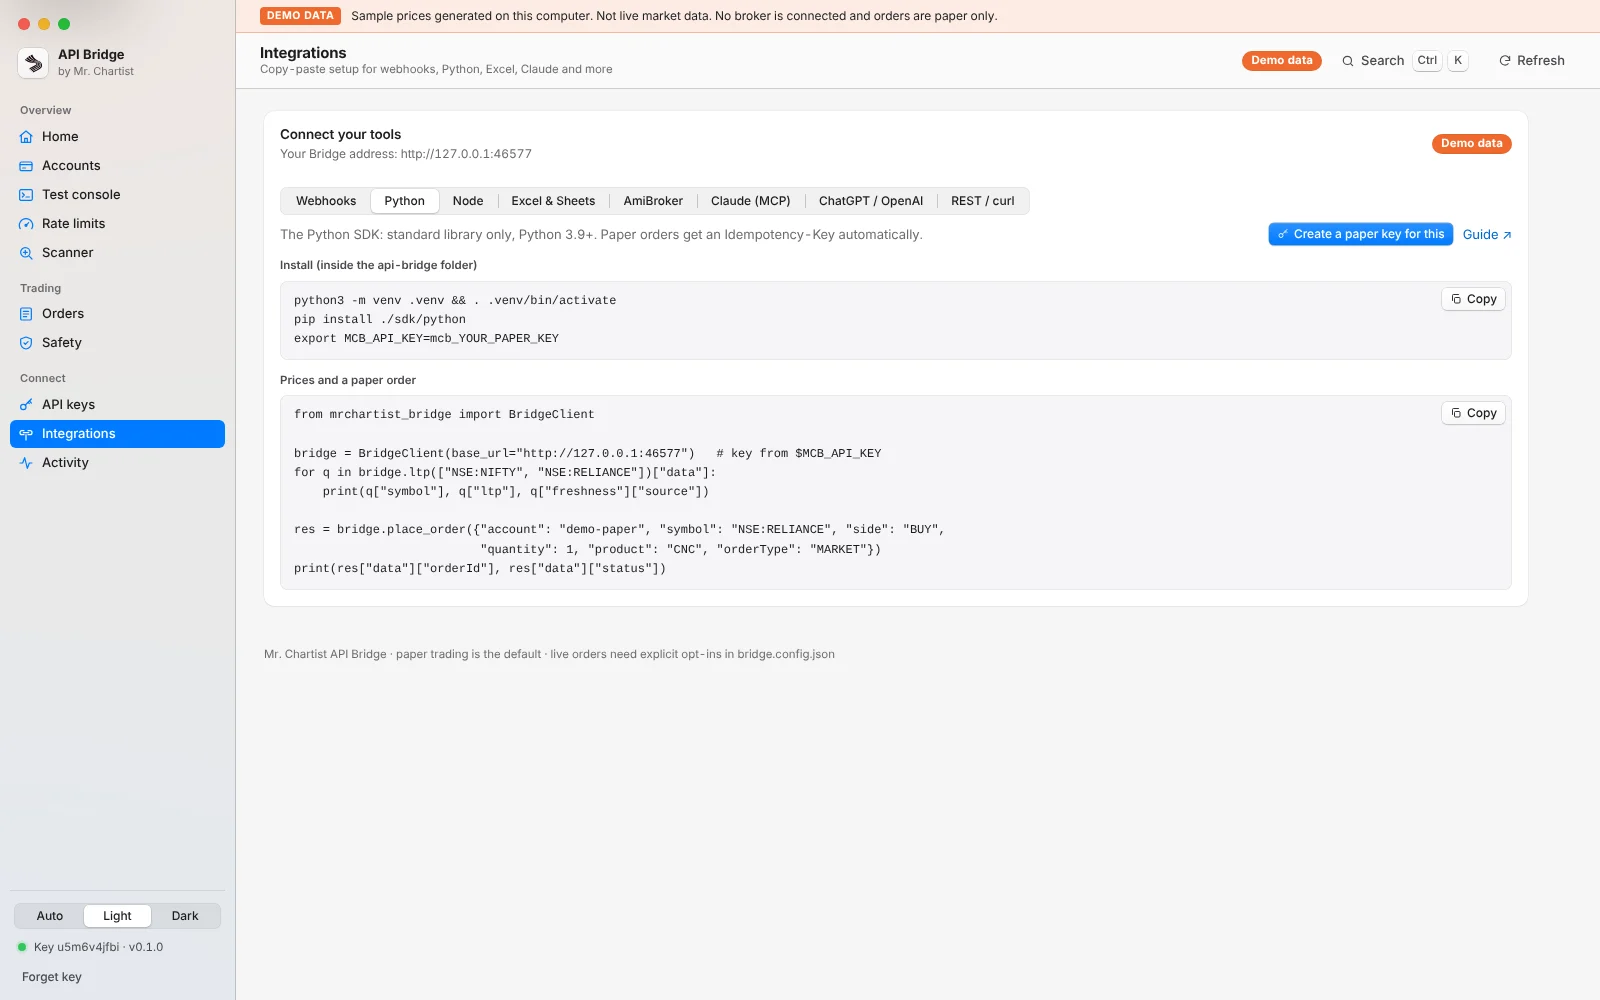 DEMO DATA Sample prices generated on this computer. Not live market data. No broker is connected and orders are paper only.
API Bridge
by Mr. Chartist
Overview
Home
Accounts
Test console
Rate limits
Scanner
Trading
Orders
Safety
Connect
API keys
Integrations
Activity
Auto Light Dark
Key u5m6v4jfbi · v0.1.0
Forget key
Integrations
Copy-paste setup for webhooks, Python, Excel, Claude and more
Demo data Search Ctrl K Refresh
Connect your tools
Your Bridge address: http://127.0.0.1:46577
Demo data
Webhooks Python Node Excel & Sheets AmiBroker Claude (MCP) ChatGPT / OpenAI REST / curl
The Python SDK: standard library only, Python 3.9+. Paper orders get an Idempotency-Key automatically.
Create a paper key for this Guide ↗
Install (inside the api-bridge folder)
python3 -m venv .venv && . .venv/bin/activate
pip install ./sdk/python
export MCB_API_KEY=mcb_YOUR_PAPER_KEY
Copy
Prices and a paper order
from mrchartist_bridge import BridgeClient
Copy
bridge = BridgeClient(base_url="http://127.0.0.1:46577")   # key from $MCB_API_KEY
for q in bridge.ltp(["NSE:NIFTY", "NSE:RELIANCE"])["data"]:
    print(q["symbol"], q["ltp"], q["freshness"]["source"])
res = bridge.place_order({"account": "demo-paper", "symbol": "NSE:RELIANCE", "side": "BUY",
                          "quantity": 1, "product": "CNC", "orderType": "MARKET"})
print(res["data"]["orderId"], res["data"]["status"])
Mr. Chartist API Bridge · paper trading is the default · live orders need explicit opt-ins in bridge.config.json